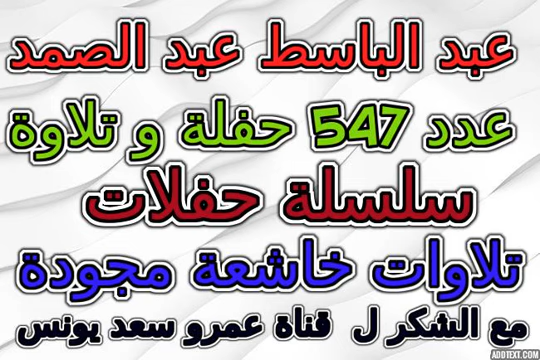 عبد الباسط عبد الصمد
عدد 547 حفلة و تلاوة
سلسلة حفلات
تلاوات خاشعة مجودة
مع الشكر ل قناة عمرو سعد يونس
ADDTEXT.COM